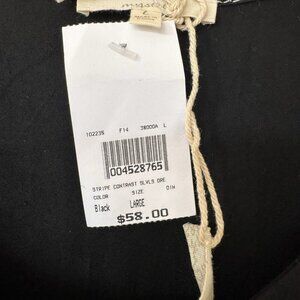 L
102235 F14 38000A L
004528765
STRIPE CONTRAST SLVLS DRE
COLOR SIZE DIM
Black LARGE
$58.00